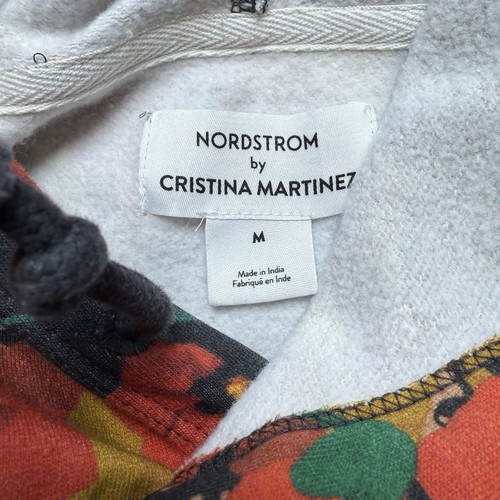 NORDSTROM
by
CRISTINA MARTINEZ
M
Made in India
Fabriqué en Inde